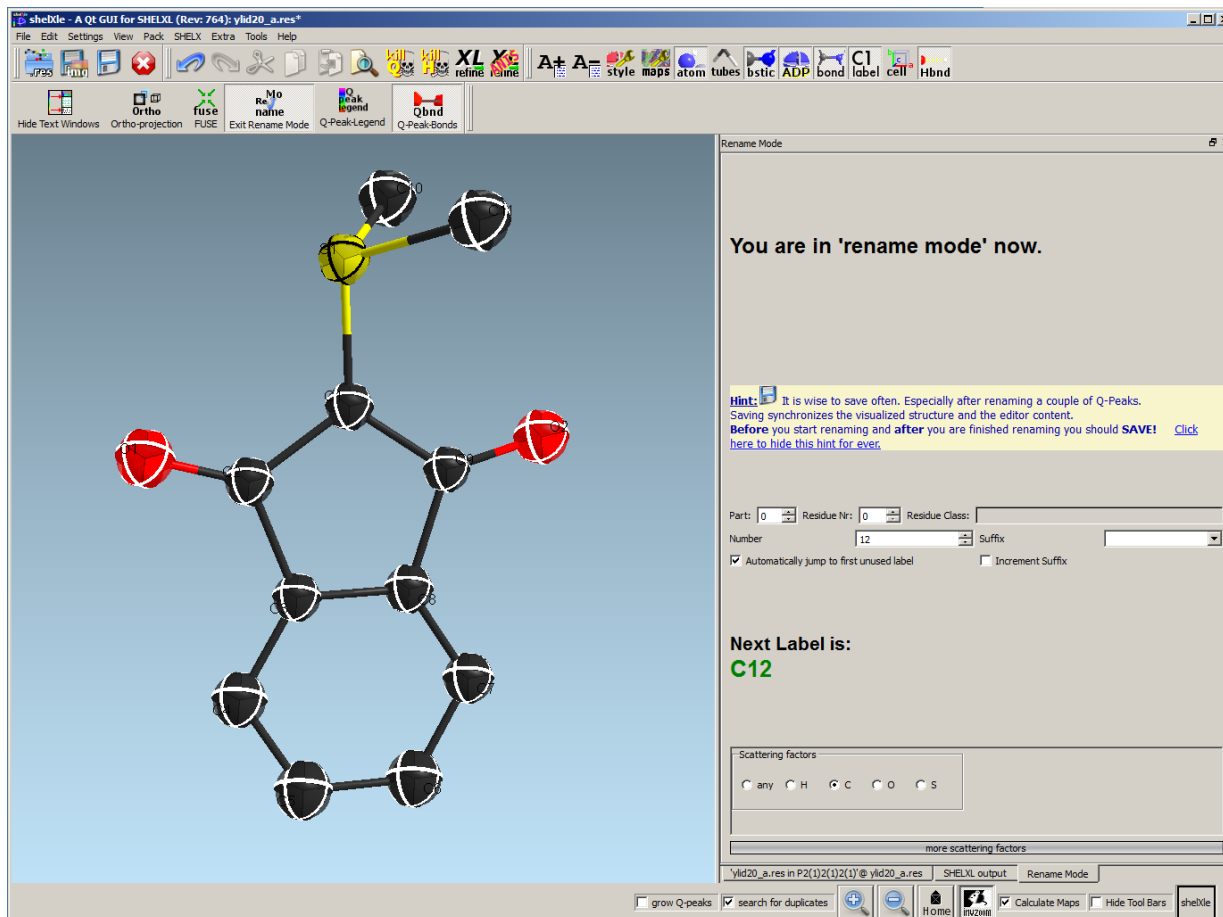 shelXle - A Qt GUI for SHELXL (Rev: 764): ylid20_a.res*
File Edit Settings View Pack SHELX Extra Tools Help
.res kill Q kill H XL refine refine A+ A- style maps atom tubes bstic ADP bond C1 label cell Hbnd
Ortho fuse Mo Re name Q peak legend Qbnd
Hide Text Windows Ortho-projection FUSE Exit Rename Mode Q-Peak-Legend Q-Peak-Bonds
Rename Mode
O1
O2
You are in 'rename mode' now.
Hint: It is wise to save often. Especially after renaming a couple of Q-Peaks.
Saving synchronizes the visualized structure and the editor content.
Before you start renaming and after you are finished renaming you should SAVE! Click
here to hide this hint for ever.
Part: 0 Residue Nr: 0 Residue Class:
Number 12 Suffix
Automatically jump to first unused label Increment Suffix
Next Label is:
C12
C7
Scattering factors
any H C O S
more scattering factors
'ylid20_a.res in P2(1)2(1)2(1)'@ ylid20_a.res SHELXL output Rename Mode
grow Q-peaks search for duplicates Home invzoom Calculate Maps Hide Tool Bars shelXle